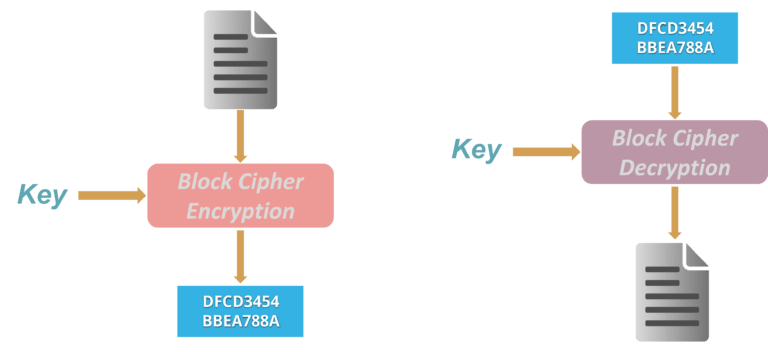 Key
Block Cipher
Encryption
DFCD3454
BBEA788A
DFCD3454
BBEA788A
Key
Block Cipher
Decryption